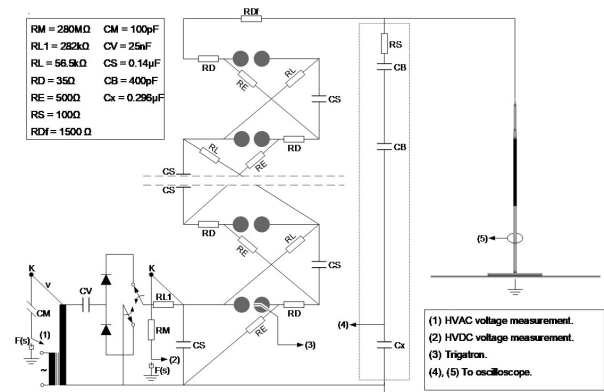 RDf
RM = 280MΩ CM = 100pF
RL1 = 282kΩ CV = 25nF
RL = 56.5kΩ CS = 0.14µF
RD = 35Ω CB = 400pF
RE = 500Ω Cx = 0.296µF
RS = 100Ω
RDf = 1500 Ω
RS
CB
RD
RE
RL
CS
CB
RL
RE
RD
CS
CS
RD
RE
RL
CS
(5)
K
V
K
CV
RL1
RD
CM
(1)
F(s)
~
RM
(2)
F(s)
CS
RE
(3)
(4)
Cx
(1) HVAC voltage measurement.
(2) HVDC voltage measurement.
(3) Trigatron.
(4), (5) To oscilloscope.